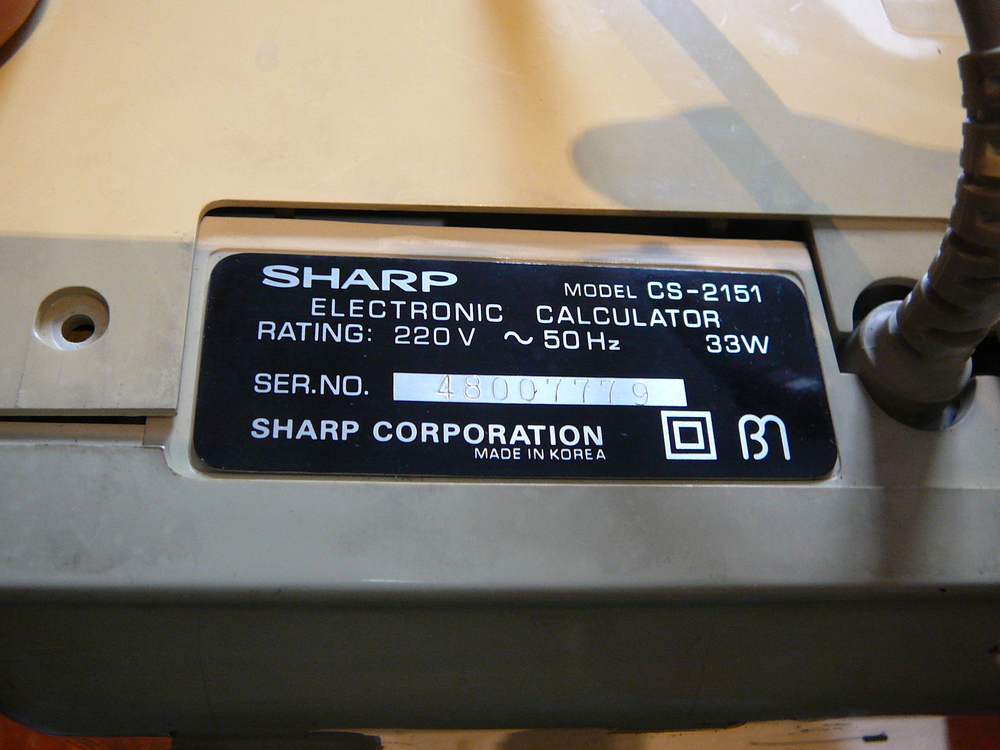 SHARP MODEL CS-2151
ELECTRONIC CALCULATOR
RATING: 220V ~ 50Hz 33W
SER.NO. 48007779
SHARP CORPORATION
MADE IN KOREA